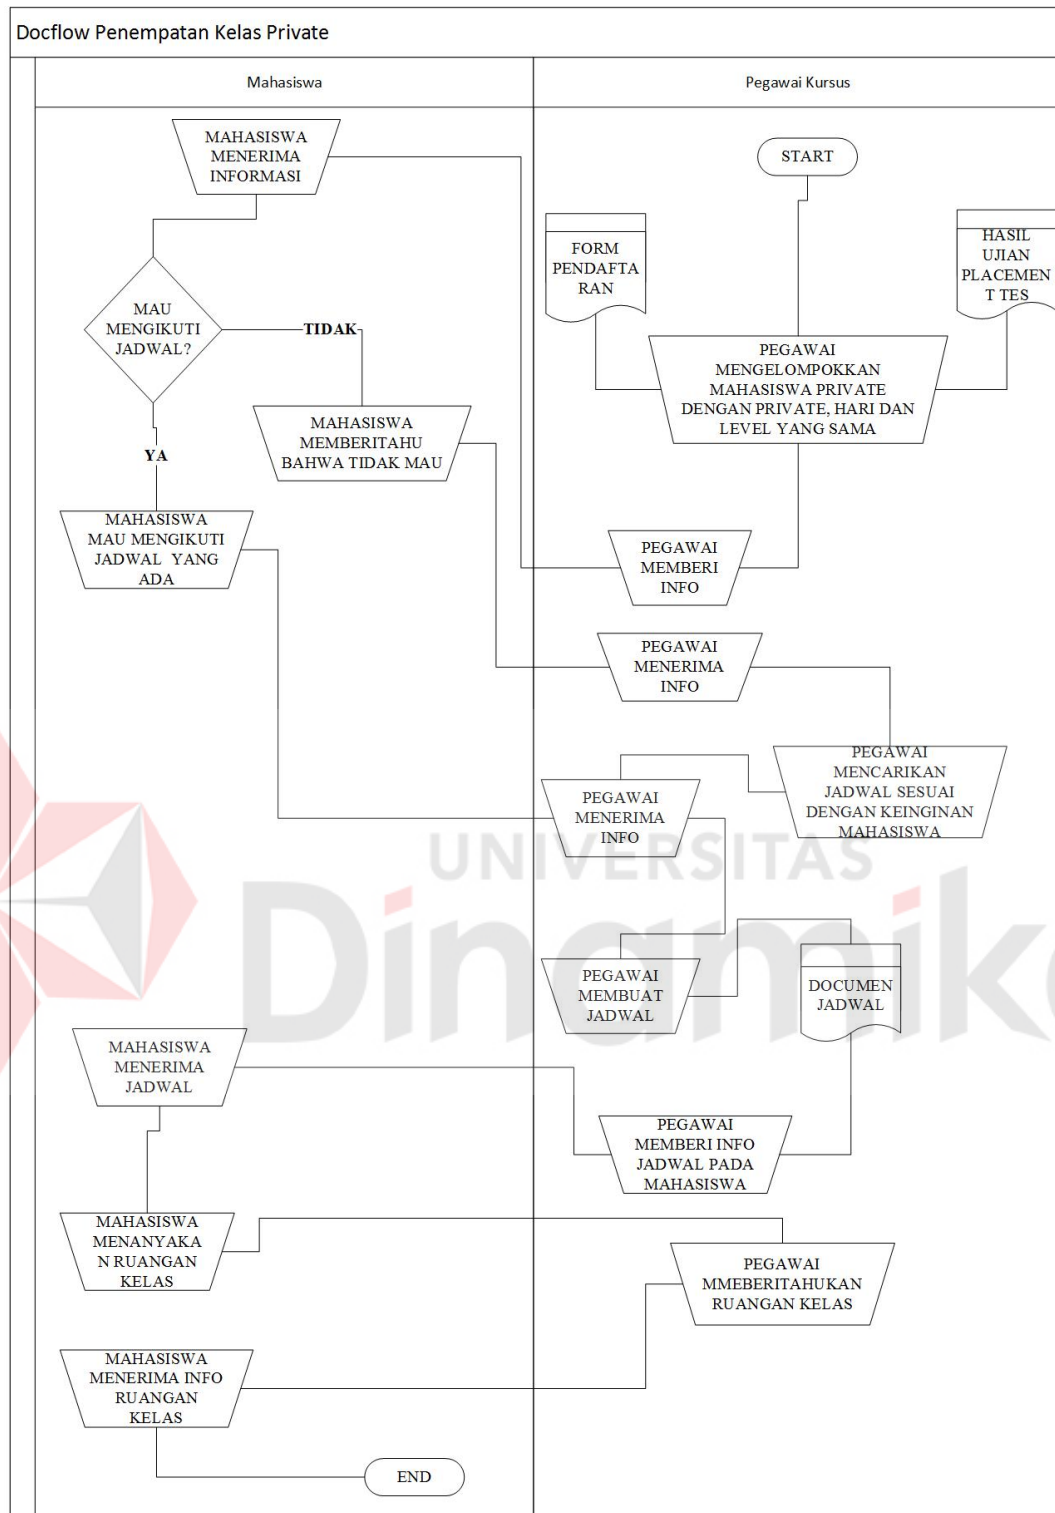 Docflow Penempatan Kelas Private
Mahasiswa
Pegawai Kursus
MAHASISWA
MENERIMA
INFORMASI
START
FORM
PENDAFTA
RAN
HASIL
UJIAN
PLACEMEN
T TES
MAU
MENGIKUTI
JADWAL?
TIDAK
PEGAWAI
MENGELOMPOKKAN
MAHASISWA PRIVATE
DENGAN PRIVATE, HARI DAN
LEVEL YANG SAMA
MAHASISWA
MEMBERITAHU
BAHWA TIDAK MAU
YA
MAHASISWA
MAU MENGIKUTI
JADWAL YANG
ADA
PEGAWAI
MEMBERI
INFO
PEGAWAI
MENERIMA
INFO
PEGAWAI
MENCARIKAN
JADWAL SESUAI
DENGAN KEINGINAN
MAHASISWA
PEGAWAI
MENERIMA
INFO
UNIVERSITAS
Dinamika
PEGAWAI
MEMBUAT
JADWAL
DOCUMEN
JADWAL
MAHASISWA
MENERIMA
JADWAL
PEGAWAI
MEMBERI INFO
JADWAL PADA
MAHASISWA
MAHASISWA
MENANYAKA
N RUANGAN
KELAS
PEGAWAI
MMEBERITAHUKAN
RUANGAN KELAS
MAHASISWA
MENERIMA INFO
RUANGAN
KELAS
END